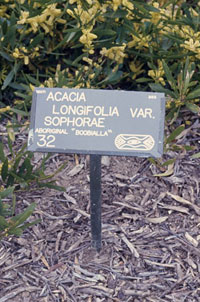 ACACIA
LONGIFOLIA VAR.
SOPHORAE
ABORIGINAL "BOOBIALLA"
32